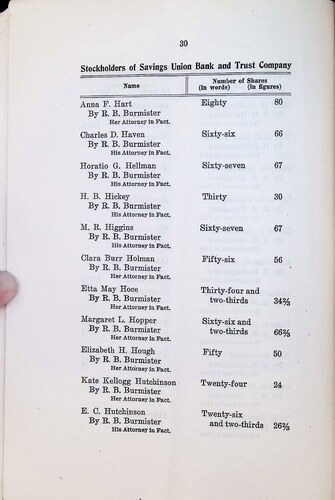 30
Stockholders of Savings Union Bank and Trust Company
Name Number of Shares
(In words) (In figures)
Anna F. Hart Eighty 80
By R. B. Burmister
Her Attorney in Fact.
Charles D. Haven Sixty-six 66
By R. B. Burmister
His Attorney in Fact.
Horatio G. Hellman Sixty-seven 67
By R. B. Burmister
His Attorney in Fact.
H. B. Hickey Thirty 30
By R. B. Burmister
His Attorney in Fact.
M. R. Higgins Sixty-seven 67
By R. B. Burmister
His Attorney in Fact.
Clara Burr Holman Fifty-six 56
By R. B. Burmister
Her Attorney in Fact.
Etta May Hoce Thirty-four and
By R. B. Burmister two-thirds 34⅔
Her Attorney in Fact.
Margaret L. Hopper Sixty-six and
By R. B. Burmister two-thirds 66⅔
Her Attorney in Fact.
Elizabeth H. Hough Fifty 50
By R. B. Burmister
Her Attorney in Fact.
Kate Kellogg Hutchinson Twenty-four 24
By R. B. Burmister
Her Attorney in Fact.
E. C. Hutchinson Twenty-six
By R. B. Burmister and two-thirds 26⅔
His Attorney in Fact.